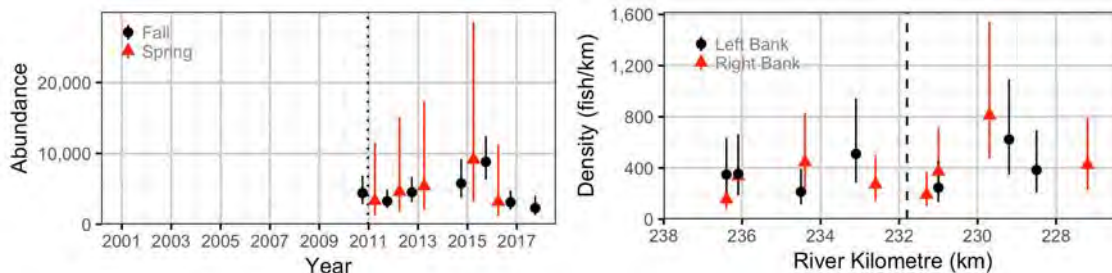 Fall
Spring
Abundance
20,000
10,000
0
2001 2003 2005 2007 2009 2011 2013 2015 2017
Year
Left Bank
Right Bank
Density (fish/km)
1,600
1,200
800
400
0
238 236 234 232 230 228
River Kilometre (km)